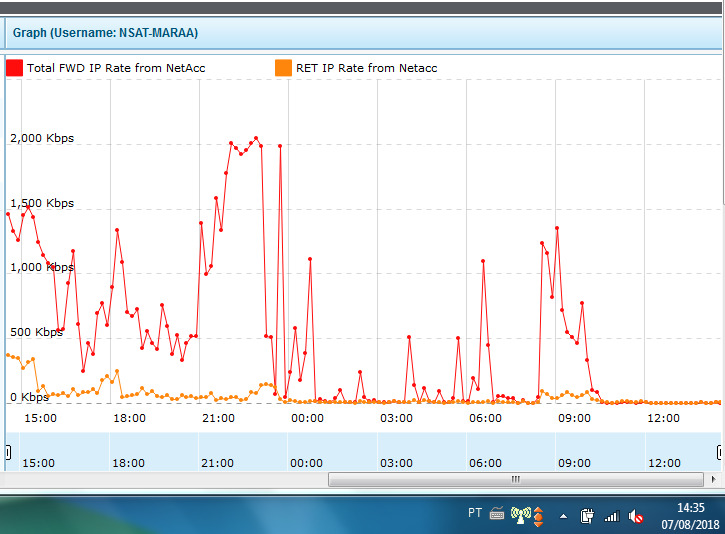 Graph (Username: NSAT-MARAA)
Total FWD IP Rate from NetAcc RET IP Rate from Netacc
2,000 Kbps
1,500 Kbps
1,000 Kbps
500 Kbps
0 Kbps
15:00 18:00 21:00 00:00 03:00 06:00 09:00 12:00
15:00 18:00 21:00 00:00 03:00 06:00 09:00 12:00
PT 14:35
07/08/2018